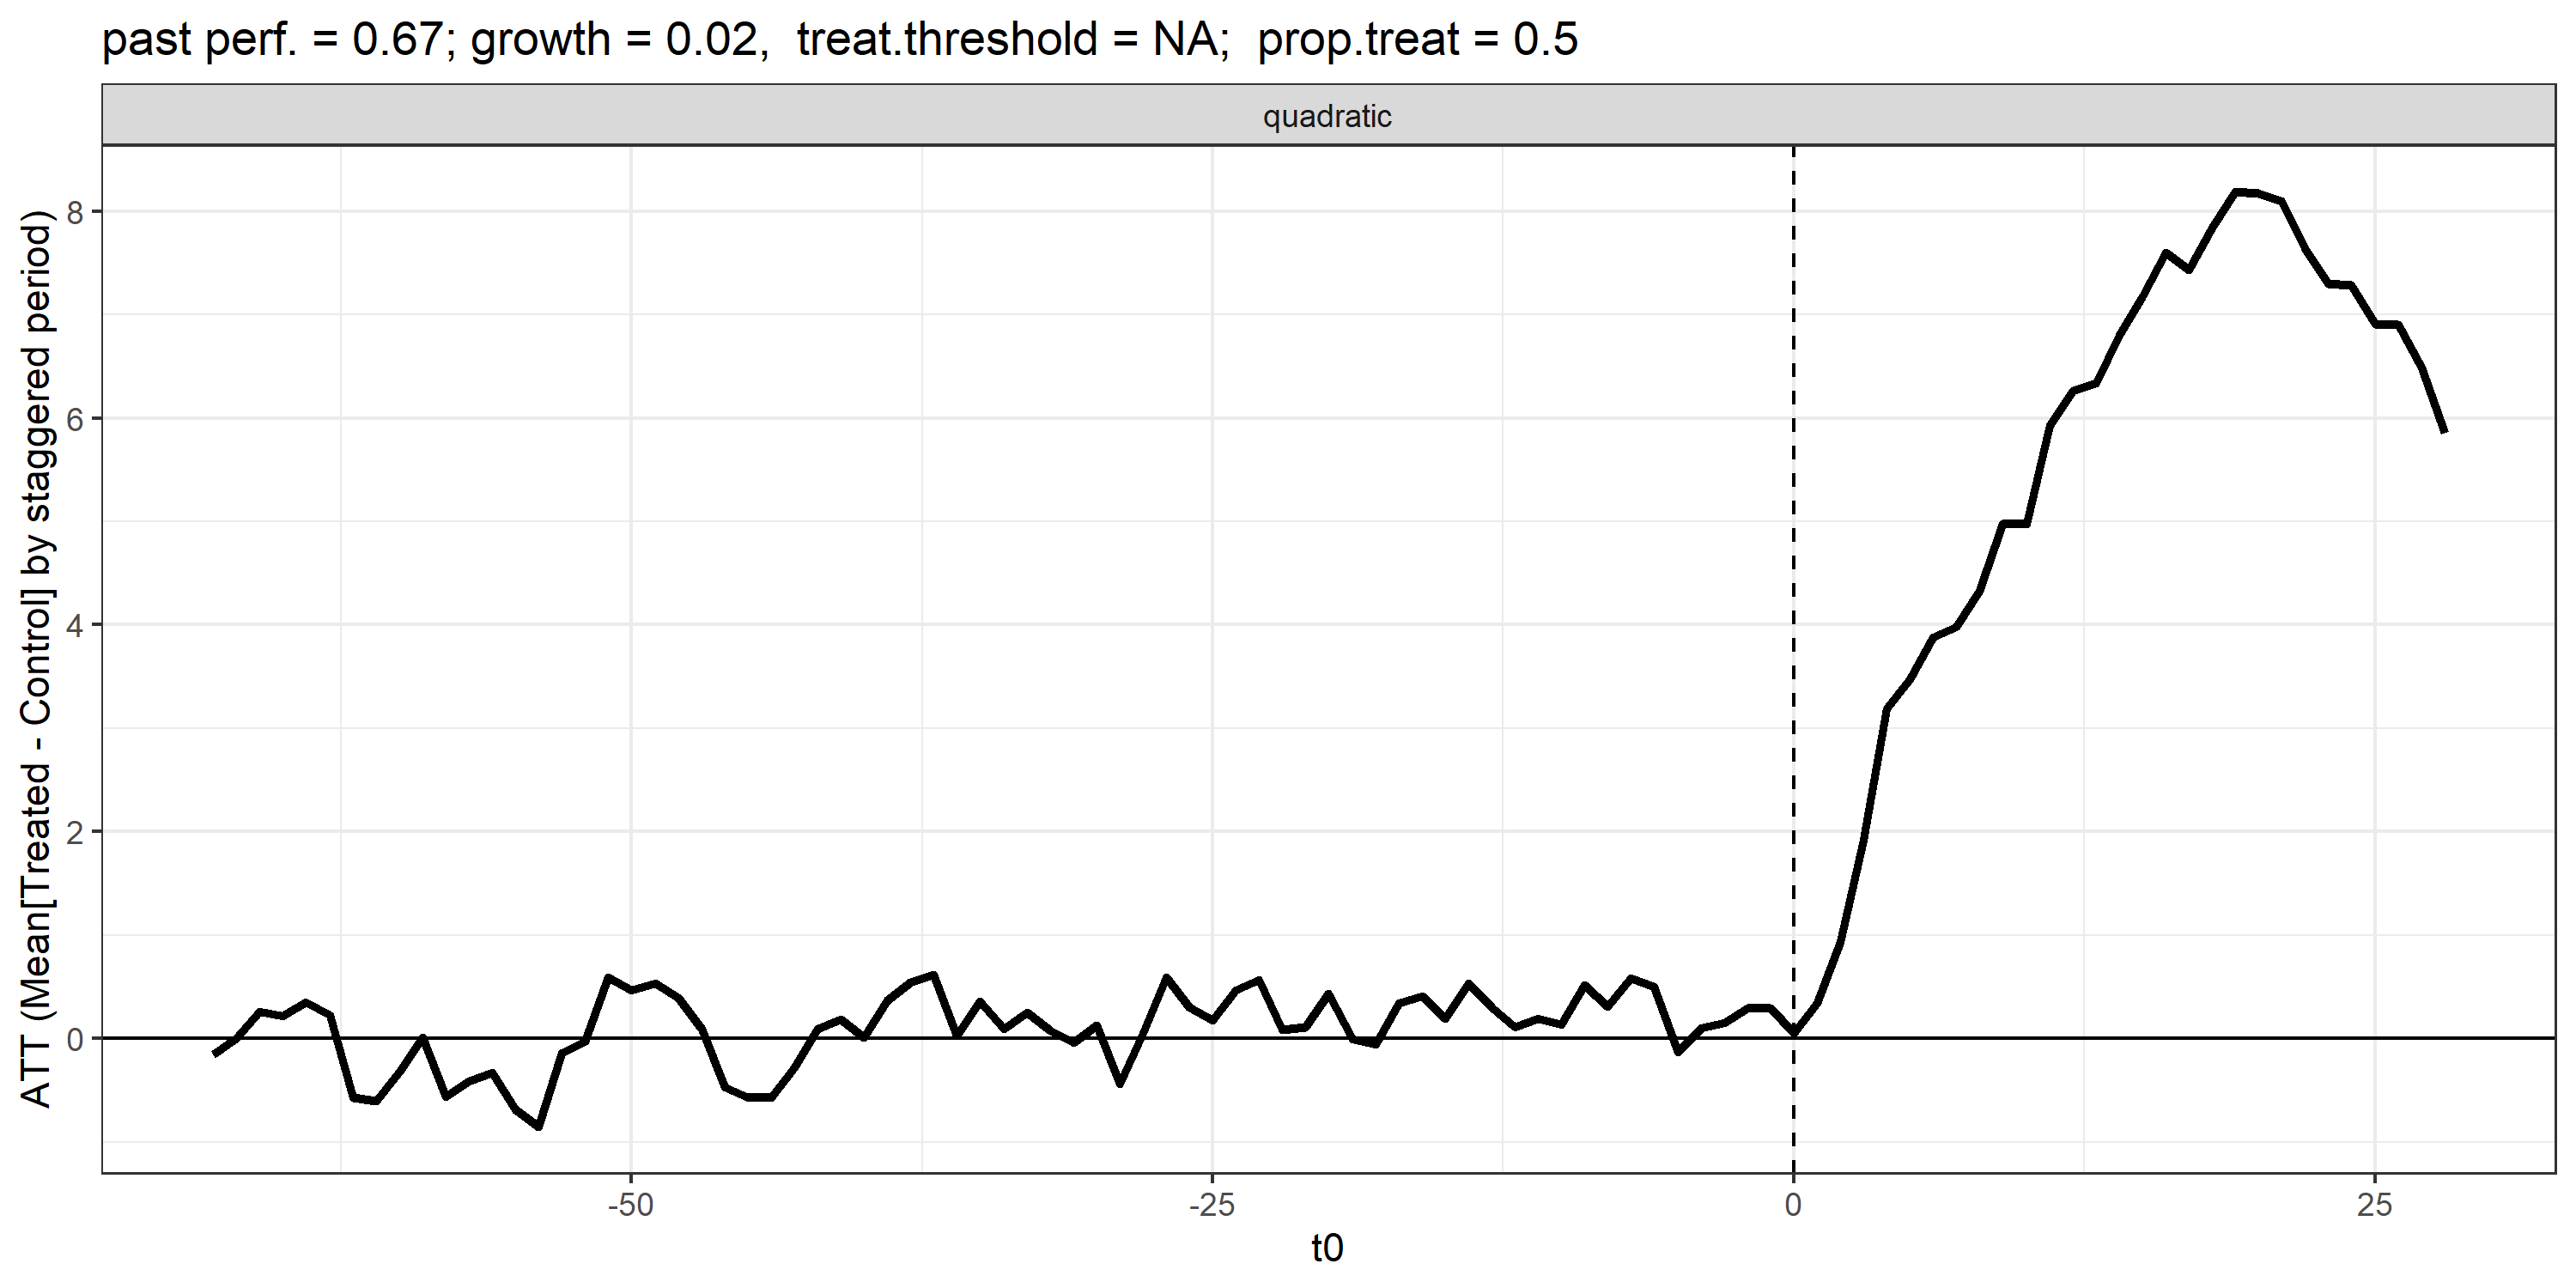 past perf. = 0.67; growth = 0.02,  treat.threshold = NA;  prop.treat = 0.5
quadratic
ATT (Mean[Treated - Control] by staggered period)
8
6
4
2
0
-50
-25
0
25
t0